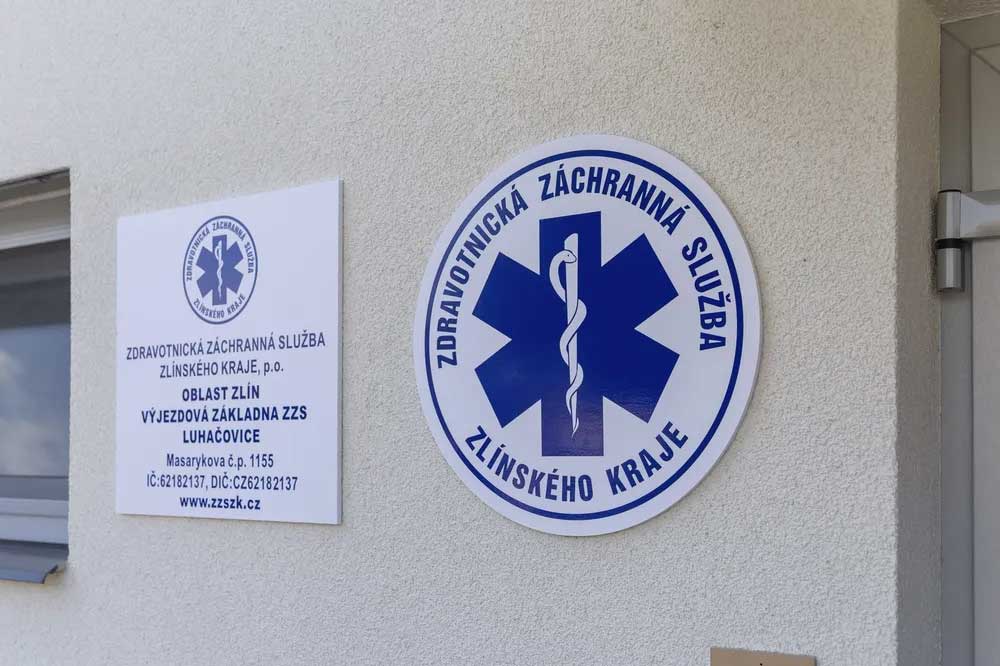 ZDRAVOTNICKÁ ZÁCHRANNÁ SLUŽBA
ZLÍNSKÉHO KRAJE
ZDRAVOTNICKÁ ZÁCHRANNÁ SLUŽBA
ZLÍNSKÉHO KRAJE, p.o.
OBLAST ZLÍN
VÝJEZDOVÁ ZÁKLADNA ZZS
LUHAČOVICE
Masarykova č.p. 1155
IČ:62182137, DIČ:CZ62182137
www.zzszk.cz
ZDRAVOTNICKÁ ZÁCHRANNÁ SLUŽBA
ZLÍNSKÉHO KRAJE